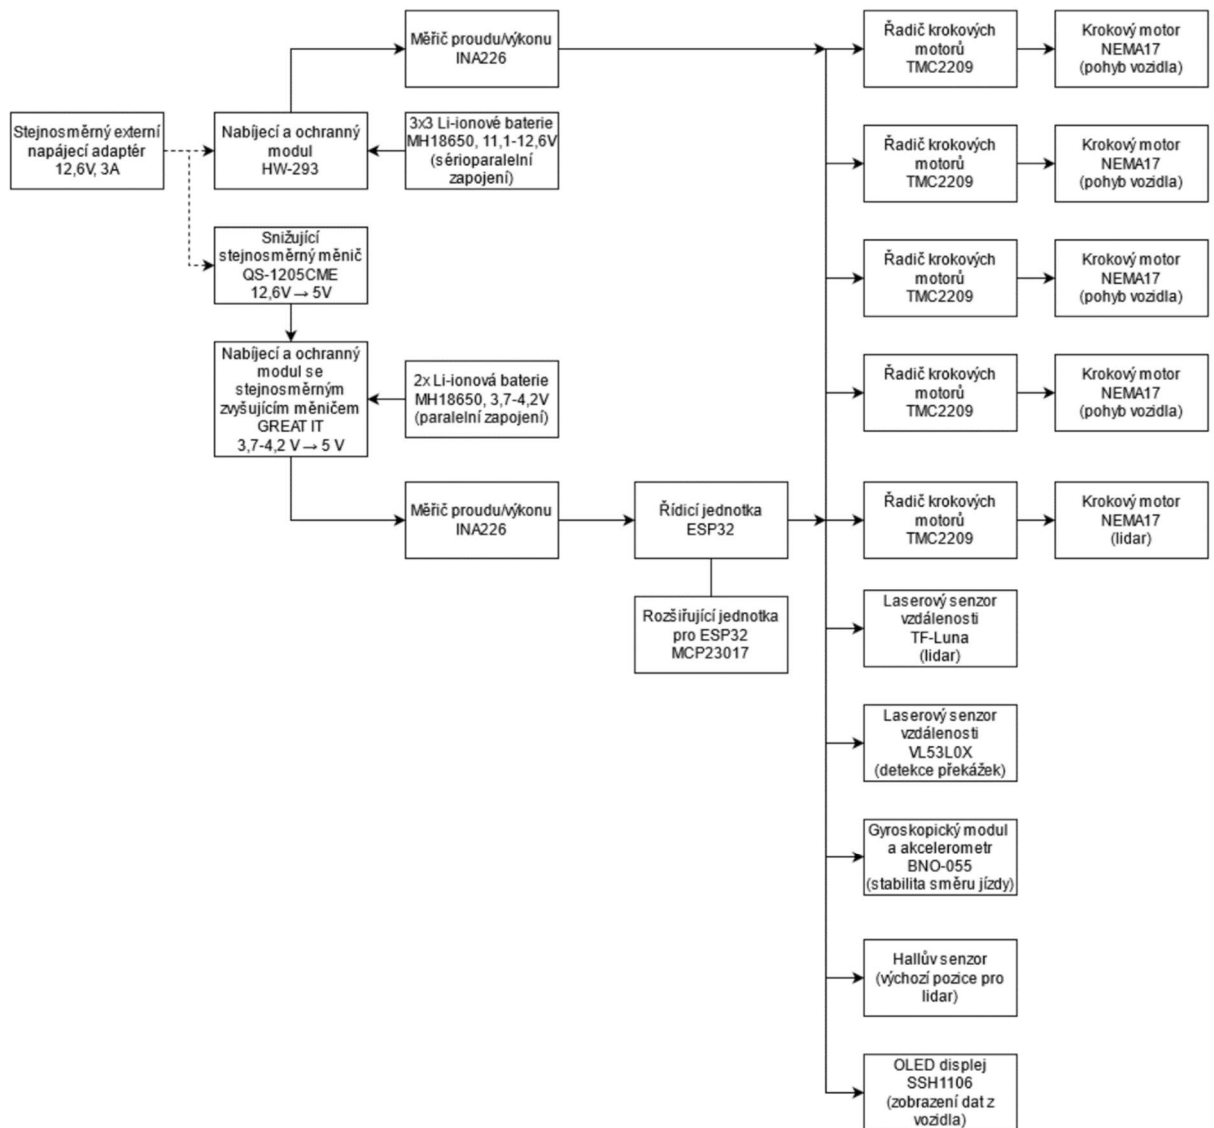 Měřič proudu/výkonu
INA226
Řadič krokových
motorů
TMC2209
Krokový motor
NEMA17
(pohyb vozidla)
Stejnosměrný externí
napájecí adaptér
12,6V, 3A
Nabíjecí a ochranný
modul
HW-293
3x3 Li-ionové baterie
MH18650, 11,1-12,6V
(sérioparalelní
zapojení)
Řadič krokových
motorů
TMC2209
Krokový motor
NEMA17
(pohyb vozidla)
Snižující
stejnosměrný měnič
QS-1205CME
12,6V → 5V
Řadič krokových
motorů
TMC2209
Krokový motor
NEMA17
(pohyb vozidla)
Nabíjecí a ochranný
modul se
stejnosměrným
zvyšujícím měničem
GREAT IT
3,7-4,2 V → 5 V
2x Li-ionová baterie
MH18650, 3,7-4,2V
(paralelní zapojení)
Řadič krokových
motorů
TMC2209
Krokový motor
NEMA17
(pohyb vozidla)
Měřič proudu/výkonu
INA226
Řídicí jednotka
ESP32
Řadič krokových
motorů
TMC2209
Krokový motor
NEMA17
(lidar)
Rozšiřující jednotka
pro ESP32
MCP23017
Laserový senzor
vzdálenosti
TF-Luna
(lidar)
Laserový senzor
vzdálenosti
VL53L0X
(detekce překážek)
Gyroskopický modul
a akcelerometr
BNO-055
(stabilita směru jízdy)
Hallův senzor
(výchozí pozice pro
lidar)
OLED displej
SSH1106
(zobrazení dat z
vozidla)